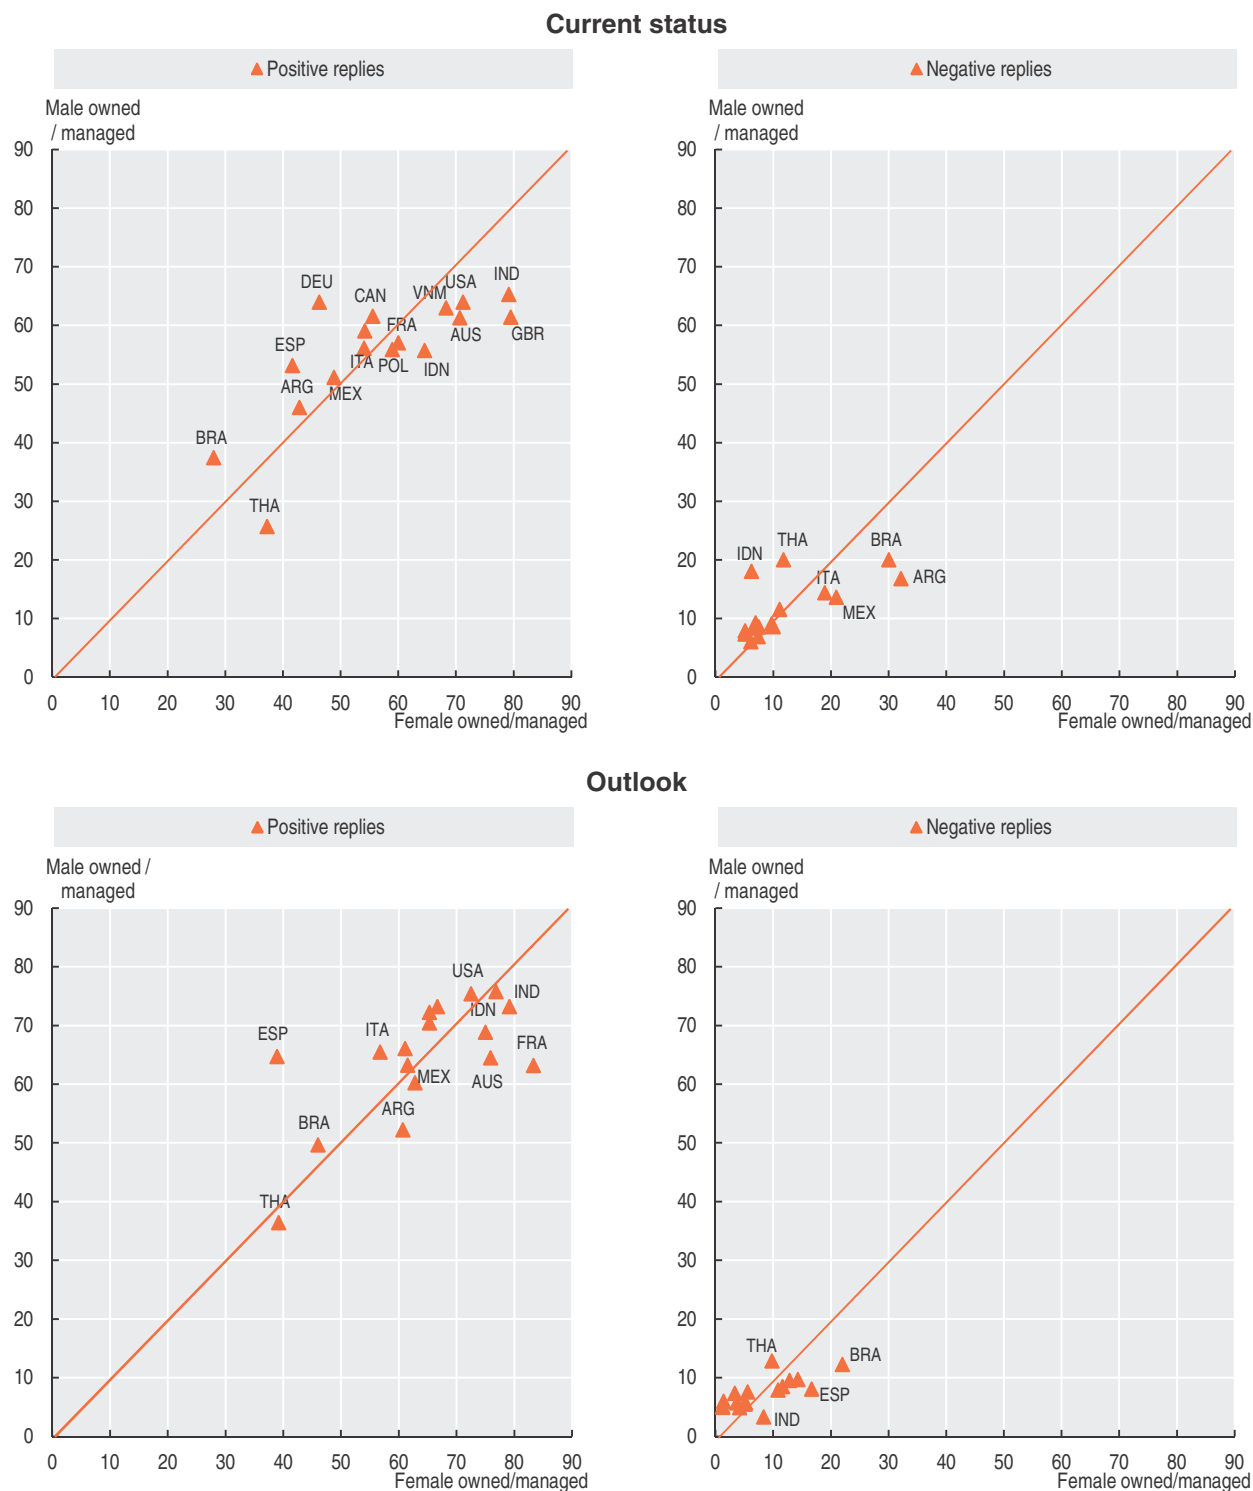 Current status
Positive replies
Negative replies
Male owned
/ managed
Male owned
/ managed
90
80
70
60
50
40
30
20
10
0
DEU
CAN
VNM
USA
IND
FRA
AUS
GBR
ESP
ITA
POL
IDN
ARG
MEX
BRA
THA
0 10 20 30 40 50 60 70 80 90
Female owned/managed
90
80
70
60
50
40
30
20
10
0
IDN
THA
BRA
ITA
ARG
MEX
0 10 20 30 40 50 60 70 80 90
Female owned/managed
Outlook
Positive replies
Negative replies
Male owned /
managed
Male owned
/ managed
90
80
70
60
50
40
30
20
10
0
USA
IND
IDN
ESP
ITA
FRA
MEX
AUS
ARG
BRA
THA
0 10 20 30 40 50 60 70 80 90
Female owned/managed
90
80
70
60
50
40
30
20
10
0
THA
BRA
ESP
IND
0 10 20 30 40 50 60 70 80 90
Female owned/managed